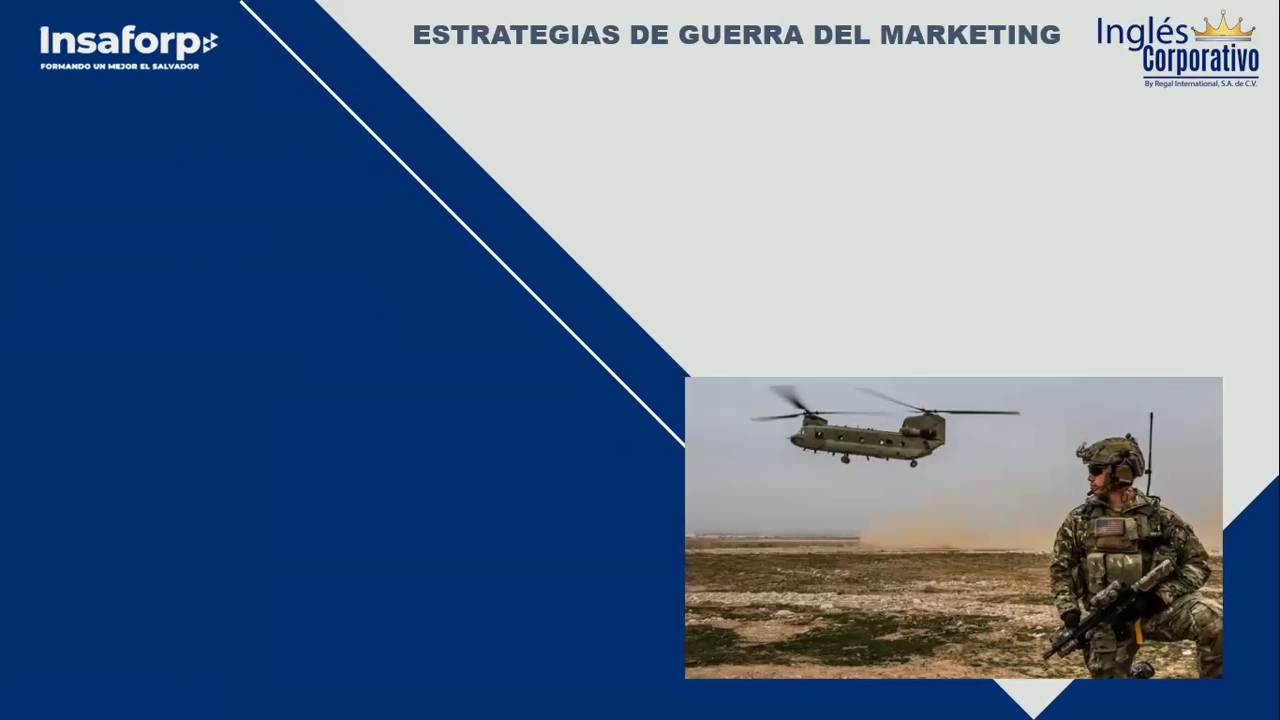 Insaforp
FORMANDO UN MEJOR EL SALVADOR
ESTRATEGIAS DE GUERRA DEL MARKETING
Inglés
Corporativo
By Regal International, S.A. de C.V.